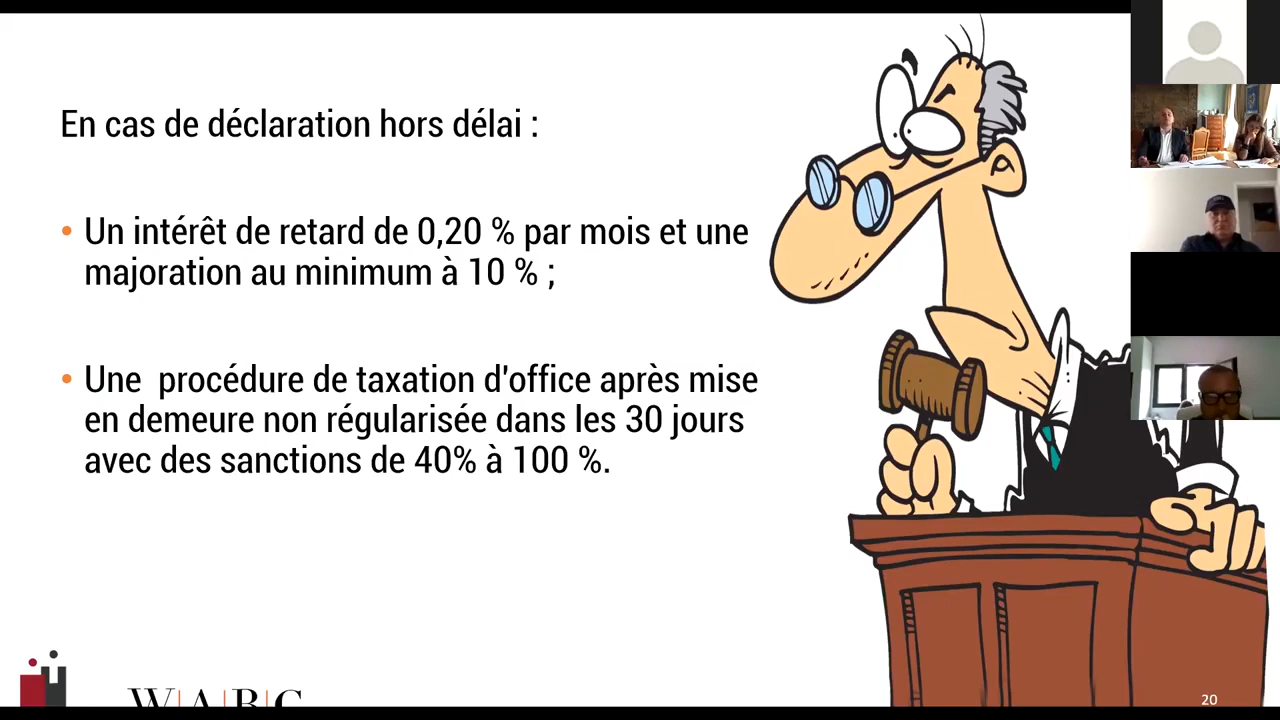 En cas de déclaration hors délai :
• Un intérêt de retard de 0,20 % par mois et une
majoration au minimum à 10 % ;
• Une  procédure de taxation d'office après mise
en demeure non régularisée dans les 30 jours
avec des sanctions de 40% à 100 %.
W|A|B|C
20